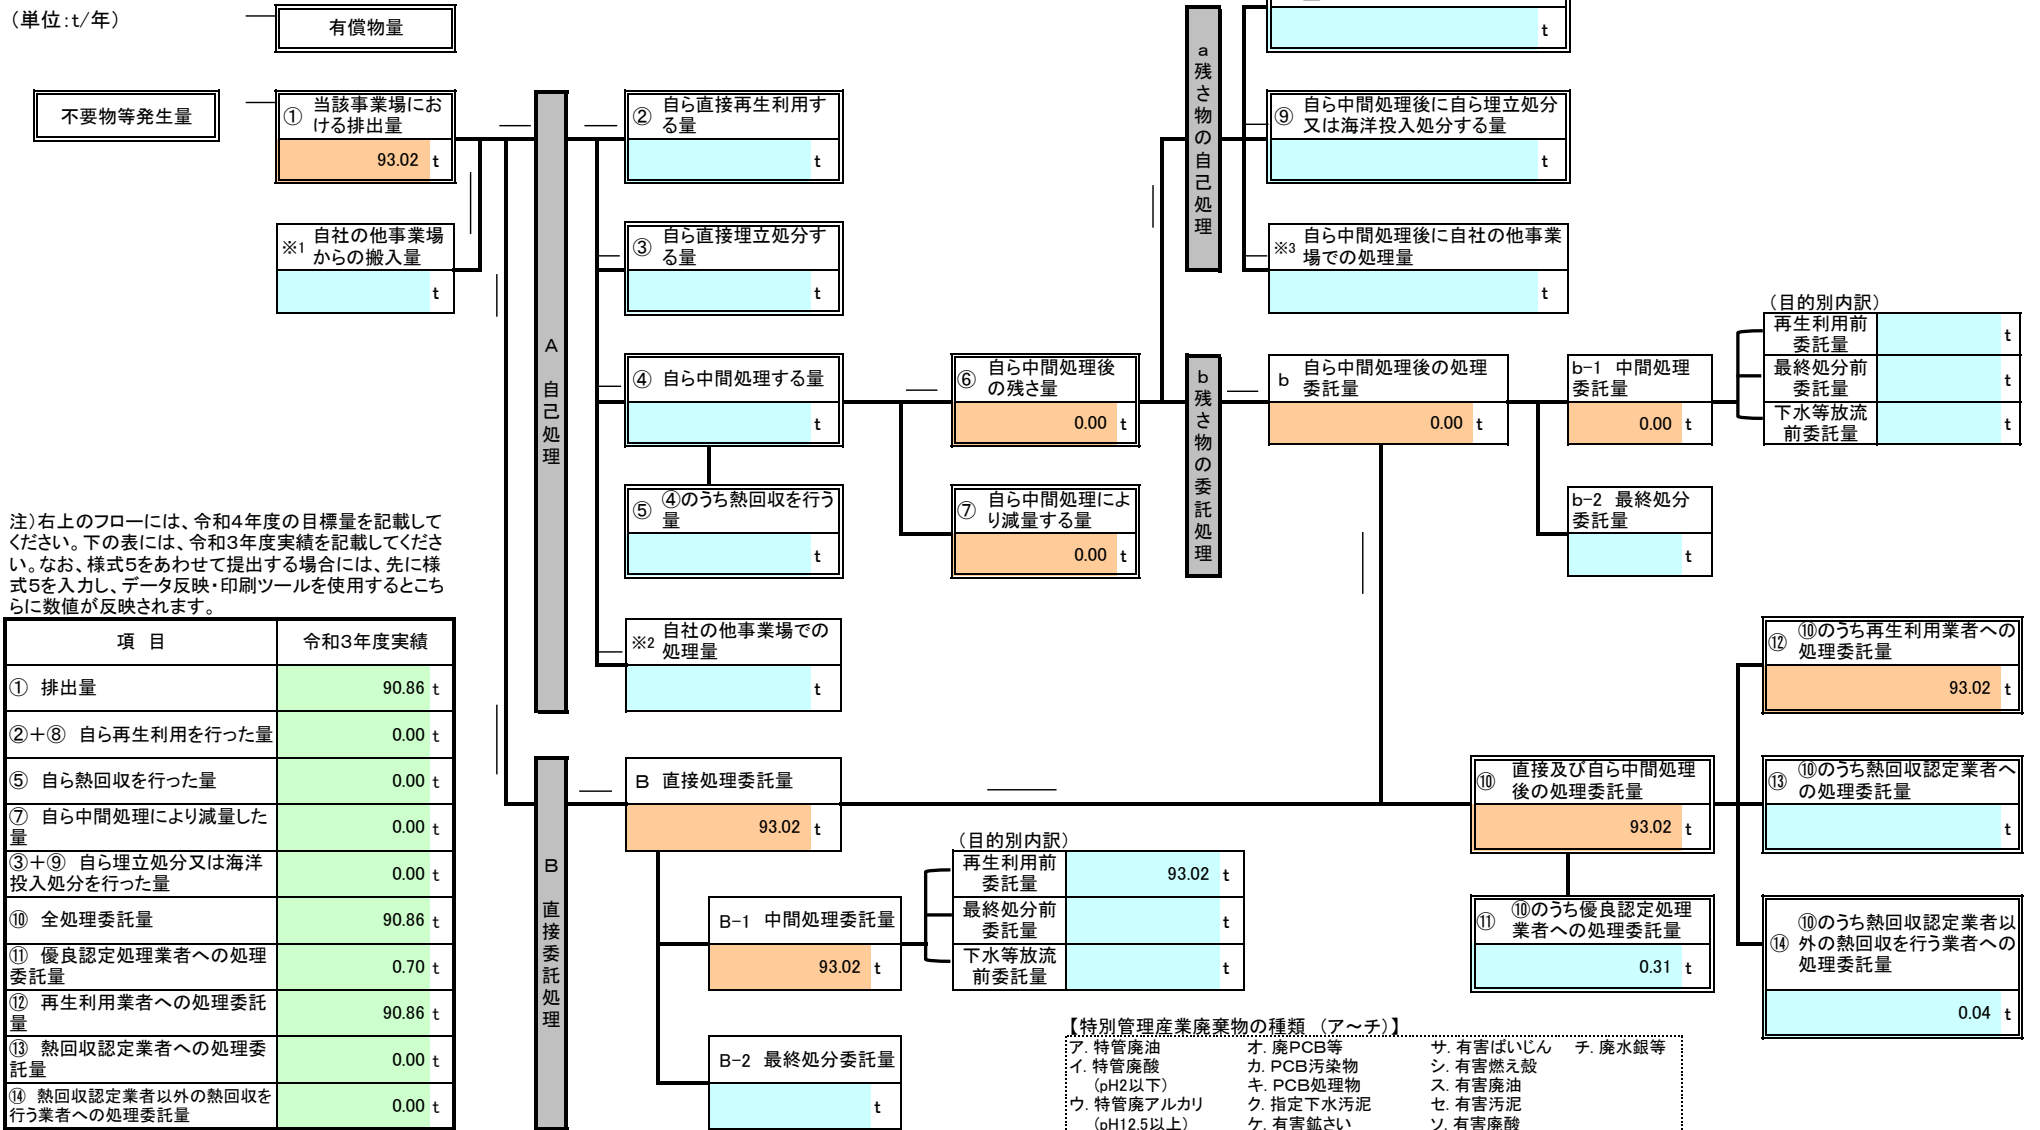 （単位：t/年）
有償物量
不要物等発生量
① 当該事業場にお
ける排出量
93.02 t
※1 自社の他事業場
からの搬入量
t
A 自己処理
② 自ら直接再生利用す
る量
t
③ 自ら直接埋立処分す
る量
t
④ 自ら中間処理する量
t
⑤ ④のうち熱回収を行う
量
t
※2 自社の他事業場での
処理量
t
⑥ 自ら中間処理後
の残さ量
0.00 t
⑦ 自ら中間処理によ
り減量する量
0.00 t
a 残さ物の自己処理
t
⑨ 自ら中間処理後に自ら埋立処分
又は海洋投入処分する量
t
※3 自ら中間処理後に自社の他事業
場での処理量
t
b 残さ物の委託処理
b 自ら中間処理後の処理
委託量
0.00 t
b-1 中間処理
委託量
0.00 t
（目的別内訳）
再生利用前
委託量
t
最終処分前
委託量
t
下水等放流
前委託量
t
b-2 最終処分
委託量
t
注）右上のフローには、令和4年度の目標量を記載して
ください。下の表には、令和3年度実績を記載してくださ
い。なお、様式5をあわせて提出する場合には、先に様
式5を入力し、データ反映・印刷ツールを使用するとこち
らに数値が反映されます。
項 目 令和3年度実績
① 排出量 90.86 t
②＋⑧ 自ら再生利用を行った量 0.00 t
⑤ 自ら熱回収を行った量 0.00 t
⑦ 自ら中間処理により減量した
量 0.00 t
③＋⑨ 自ら埋立処分又は海洋
投入処分を行った量 0.00 t
⑩ 全処理委託量 90.86 t
⑪ 優良認定処理業者への処理
委託量 0.70 t
⑫ 再生利用業者への処理委託
量 90.86 t
⑬ 熱回収認定業者への処理委
託量 0.00 t
⑭ 熱回収認定業者以外の熱回収を
行う業者への処理委託量 0.00 t
B 直接委託処理
B 直接処理委託量
93.02 t
B-1 中間処理委託量
93.02 t
（目的別内訳）
再生利用前
委託量
93.02 t
最終処分前
委託量
t
下水等放流
前委託量
t
B-2 最終処分委託量
t
⑩ 直接及び自ら中間処理
後の処理委託量
93.02 t
⑪ ⑩のうち優良認定処理
業者への処理委託量
0.31 t
⑫ ⑩のうち再生利用業者への
処理委託量
93.02 t
⑬ ⑩のうち熱回収認定業者へ
の処理委託量
t
⑭ ⑩のうち熱回収認定業者以
外の熱回収を行う業者への
処理委託量
0.04 t
【特別管理産業廃棄物の種類 （ア～チ）】
ア. 特管廃油 オ. 廃PCB等 サ. 有害ばいじん チ. 廃水銀等
イ. 特管廃酸 カ. PCB汚染物 シ. 有害燃え殻
（pH2以下） キ. PCB処理物 ス. 有害廃油
ウ. 特管廃アルカリ ク. 指定下水汚泥 セ. 有害汚泥
（pH12.5以上） ケ. 有害鉱さい ソ. 有害廃酸